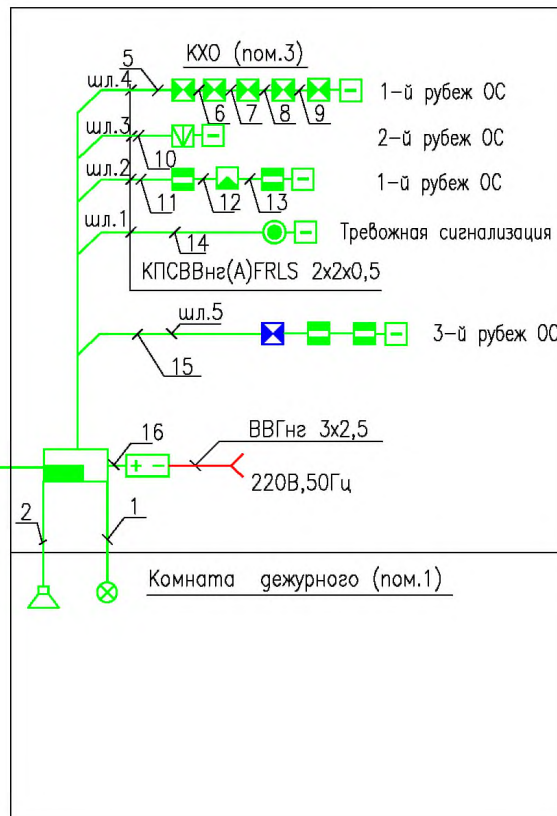 КХО (пом.3)
5
шл.4
6 7 8 9
1-й рубеж ОС
шл.3
10
2-й рубеж ОС
шл.2
11 12 13
1-й рубеж ОС
шл.1
14
Тревожная сигнализация
КПСВВнг(А)FRLS 2х2х0,5
шл.5
15
3-й рубеж ОС
16
ВВГнг 3х2,5
+ -
220В,50Гц
2 1
Комната дежурного (пом.1)